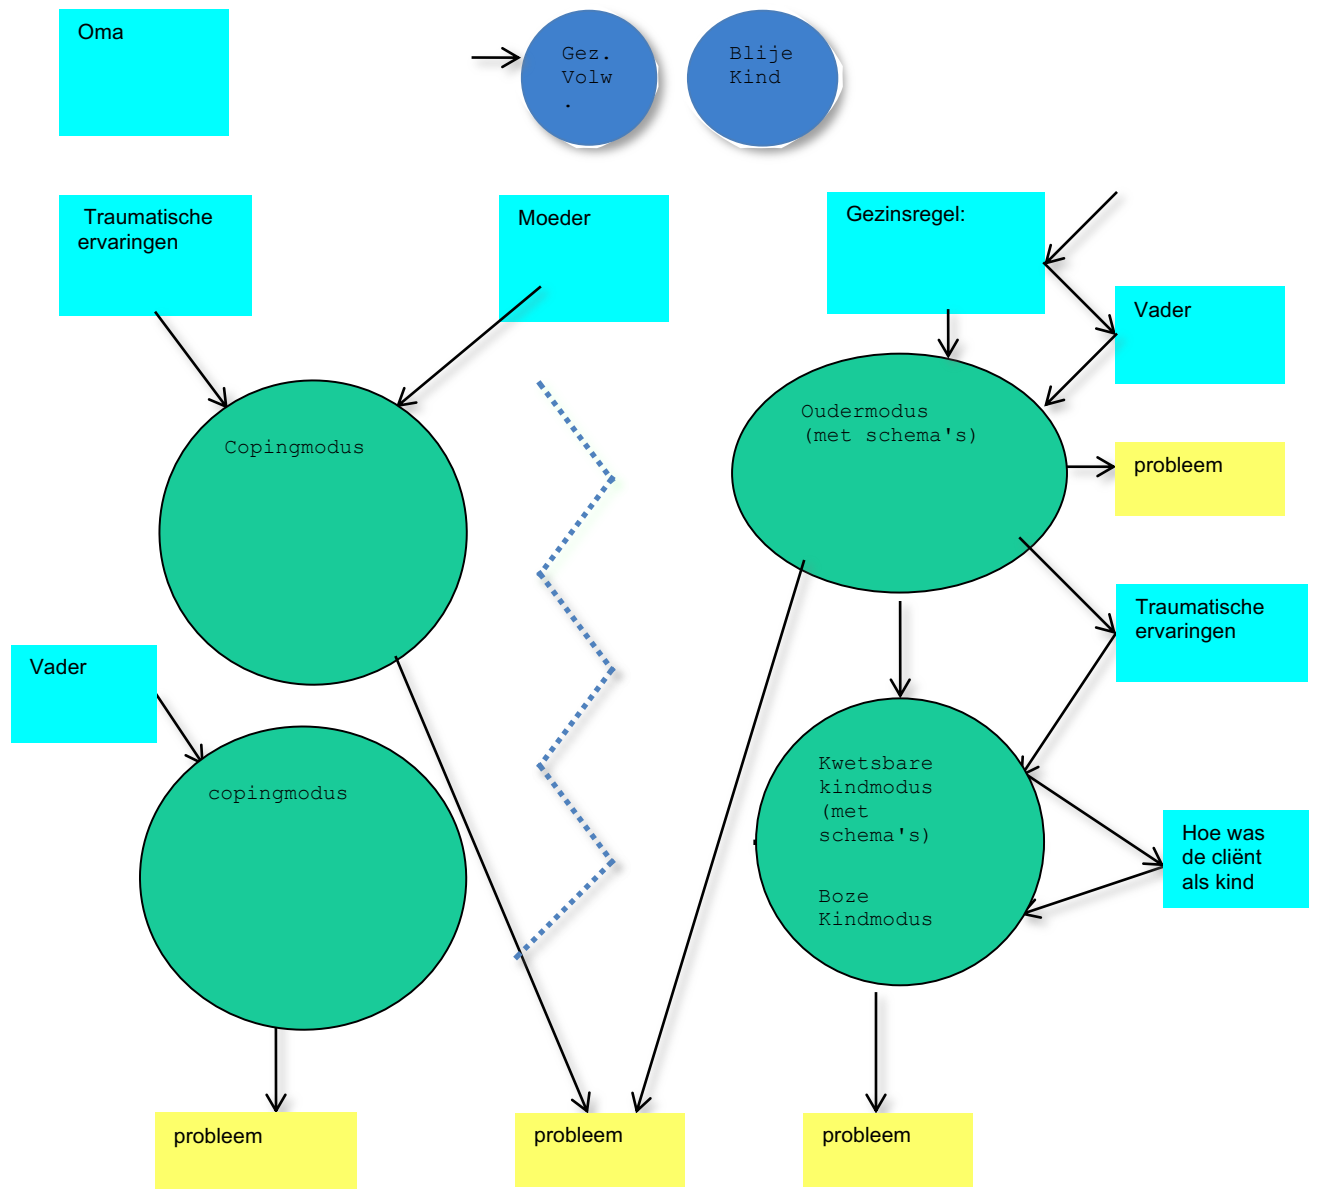 Oma
Gez.
Volw
.
Blije
Kind
Traumatische
ervaringen
Moeder
Gezinsregel:
Vader
Oudermodus
(met schema's)
Copingmodus
probleem
Traumatische
ervaringen
Vader
Kwetsbare
kindmodus
(met
schema's)
Boze
Kindmodus
copingmodus
Hoe was
de cliënt
als kind
probleem
probleem
probleem